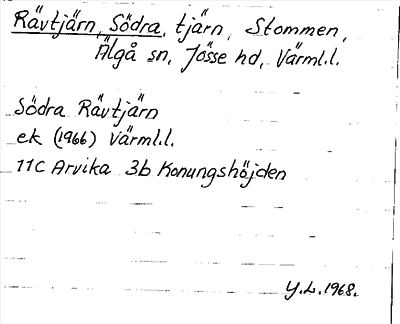 Rävtjärn, Södra, tjärn, Stommen,
Älgå sn, Jösse hd, Värml.l.
Södra Rävtjärn
ek (1966) Värml.l.
11C Arvika 3b Konungshöjden
Y.L.1968.